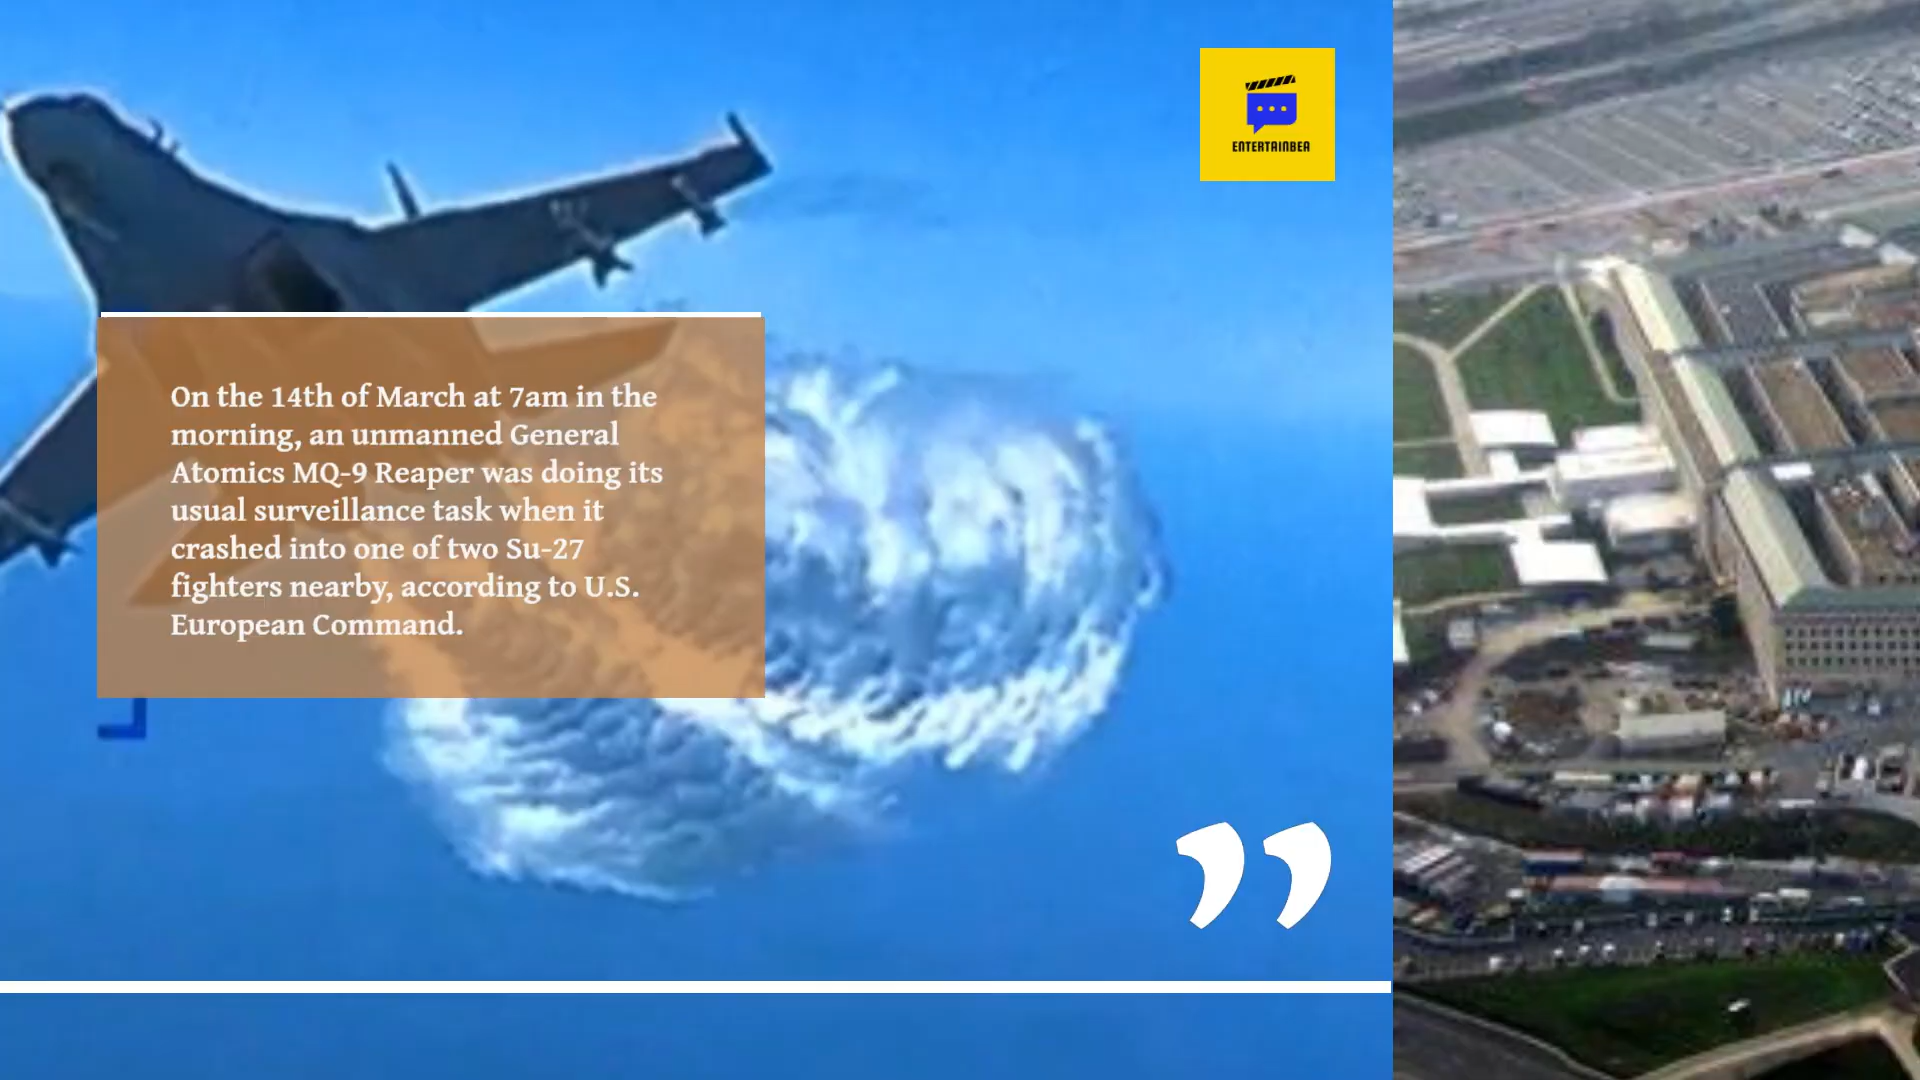 ENTERTAINBEA
On the 14th of March at 7am in the
morning, an unmanned General
Atomics MQ-9 Reaper was doing its
usual surveillance task when it
crashed into one of two Su-27
fighters nearby, according to U.S.
European Command.
”